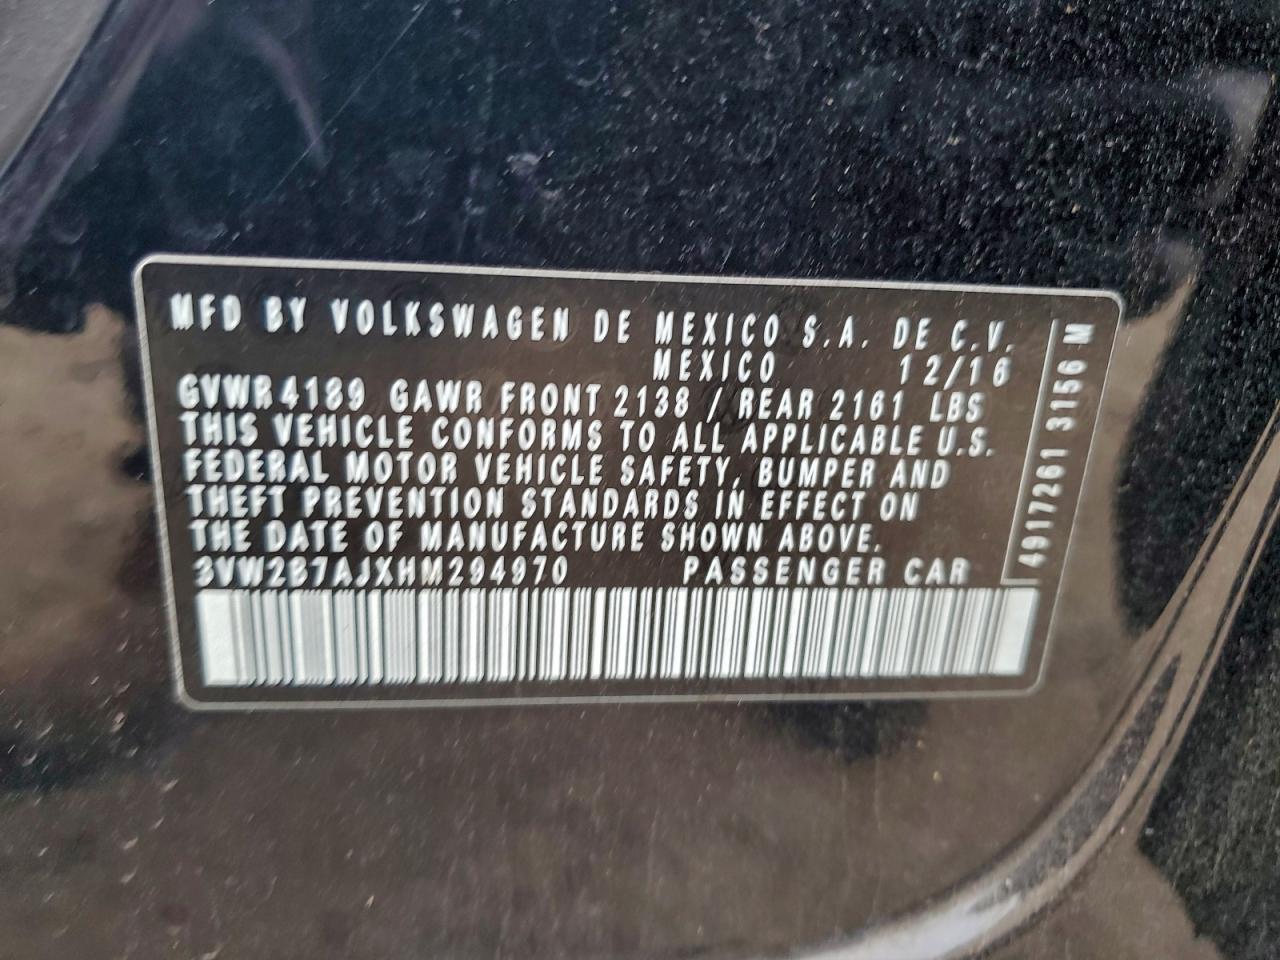 MFD BY VOLKSWAGEN DE MEXICO S.A. DE C.V.
MEXICO 12/16
GVWR 4189 GAWR FRONT 2138 / REAR 2161 LBS
THIS VEHICLE CONFORMS TO ALL APPLICABLE U.S.
FEDERAL MOTOR VEHICLE SAFETY, BUMPER AND
THEFT PREVENTION STANDARDS IN EFFECT ON
THE DATE OF MANUFACTURE SHOWN ABOVE.
3VW2B7AJXHM294970 PASSENGER CAR
4917261 3156 M